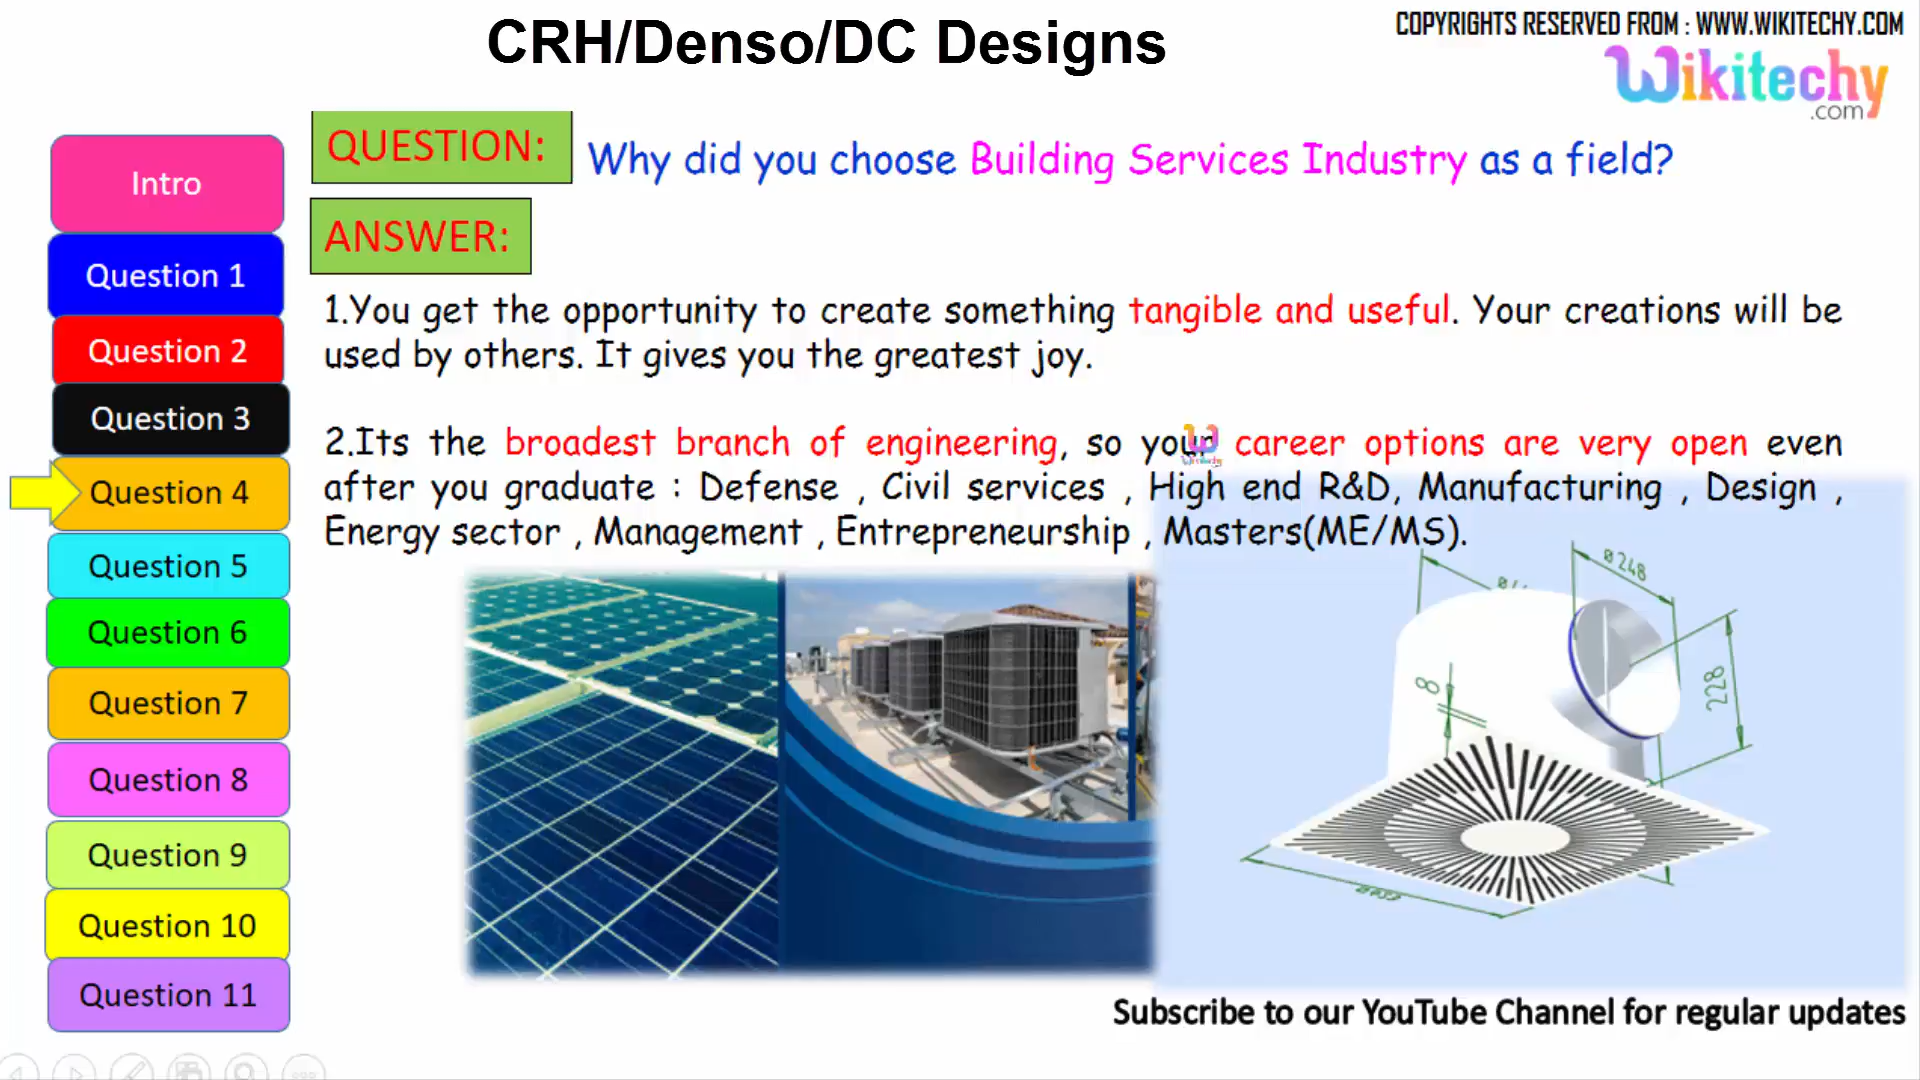 CRH/Denso/DC Designs
COPYRIGHTS RESERVED FROM : WWW.WIKITECHY.COM
Wikitechy
.com
Intro
Question 1
Question 2
Question 3
Question 4
Question 5
Question 6
Question 7
Question 8
Question 9
Question 10
Question 11
QUESTION:
Why did you choose Building Services Industry as a field?
ANSWER:
1.You get the opportunity to create something tangible and useful. Your creations will be
used by others. It gives you the greatest joy.
2.Its the broadest branch of engineering, so your career options are very open even
after you graduate : Defense , Civil services , High end R&D, Manufacturing , Design ,
Energy sector , Management , Entrepreneurship , Masters(ME/MS).
ø248
8
228
Subscribe to our YouTube Channel for regular updates